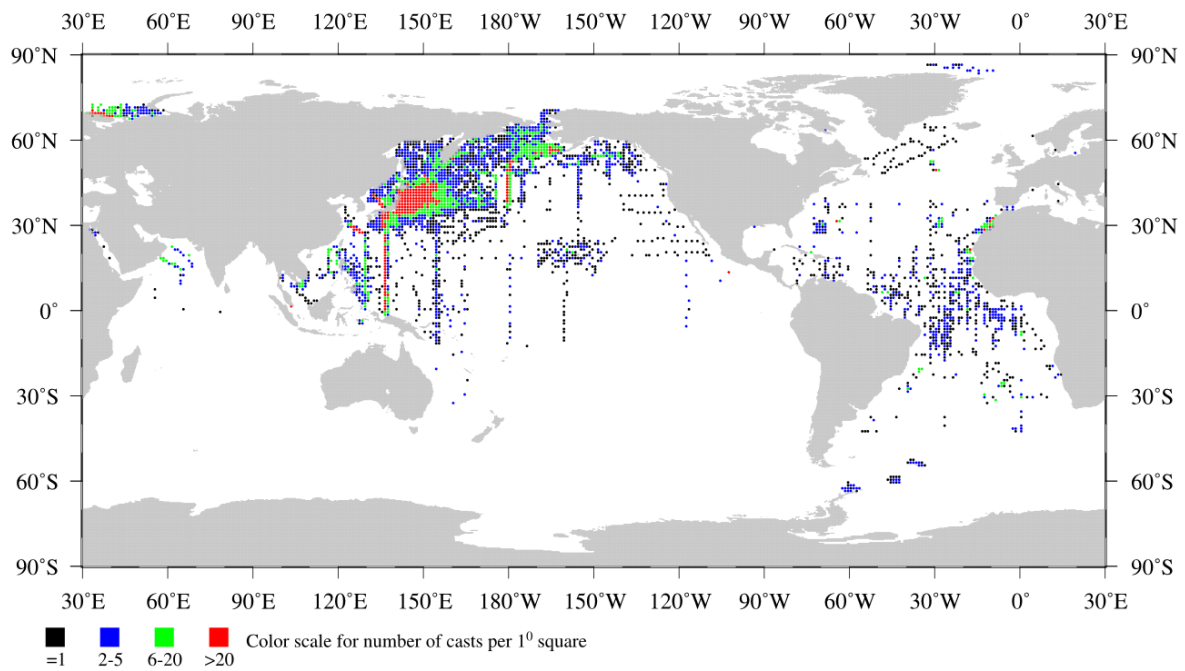 30˚E 60˚E 90˚E 120˚E 150˚E 180˚W 150˚W 120˚W 90˚W 60˚W 30˚W 0˚ 30˚E
90˚N 90˚N
60˚N 60˚N
30˚N 30˚N
0˚ 0˚
30˚S 30˚S
60˚S 60˚S
90˚S 90˚S
30˚E 60˚E 90˚E 120˚E 150˚E 180˚W 150˚W 120˚W 90˚W 60˚W 30˚W 0˚ 30˚E
Color scale for number of casts per 1⁰ square
=1 2-5 6-20 >20